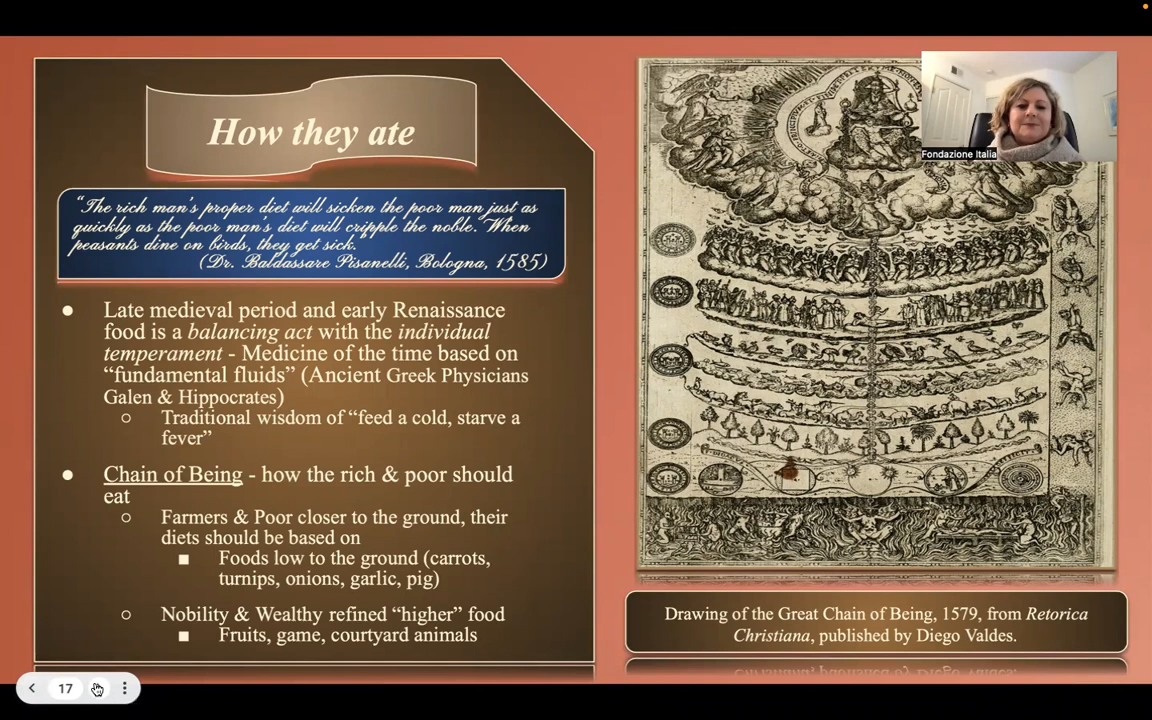 How they ate
“The rich man's proper diet will sicken the poor man just as
quickly as the poor man's diet will cripple the noble. When
peasants dine on birds, they get sick.
(Dr. Baldassare Pisanelli, Bologna, 1585)
● Late medieval period and early Renaissance
food is a balancing act with the individual
temperament - Medicine of the time based on
“fundamental fluids” (Ancient Greek Physicians
Galen & Hippocrates)
○ Traditional wisdom of “feed a cold, starve a
fever”
● Chain of Being - how the rich & poor should
eat
○ Farmers & Poor closer to the ground, their
diets should be based on
■ Foods low to the ground (carrots,
turnips, onions, garlic, pig)
○ Nobility & Wealthy refined “higher” food
■ Fruits, game, courtyard animals
Fondazione Italia
Drawing of the Great Chain of Being, 1579, from Retorica
Christiana, published by Diego Valdes.
17